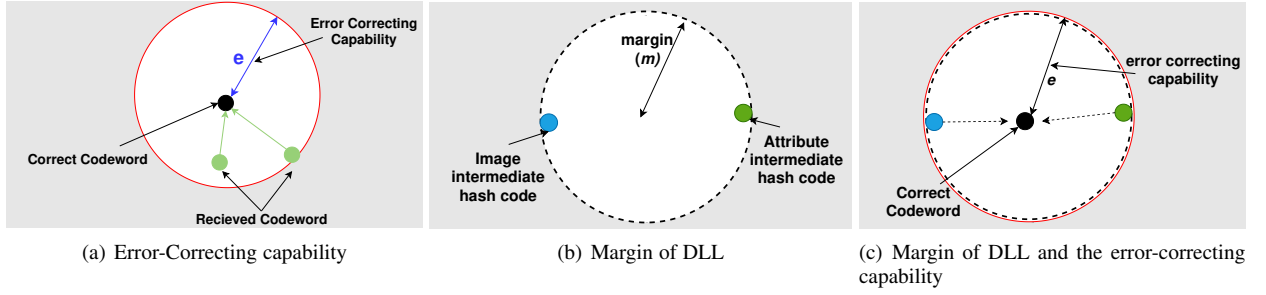 Error Correcting
Capability
e
Correct Codeword
Recieved Codeword
(a) Error-Correcting capability
margin
(m)
Image
intermediate
hash code
Attribute
intermediate
hash code
(b) Margin of DLL
error correcting
capability
e
Correct
Codeword
(c) Margin of DLL and the error-correcting
capability